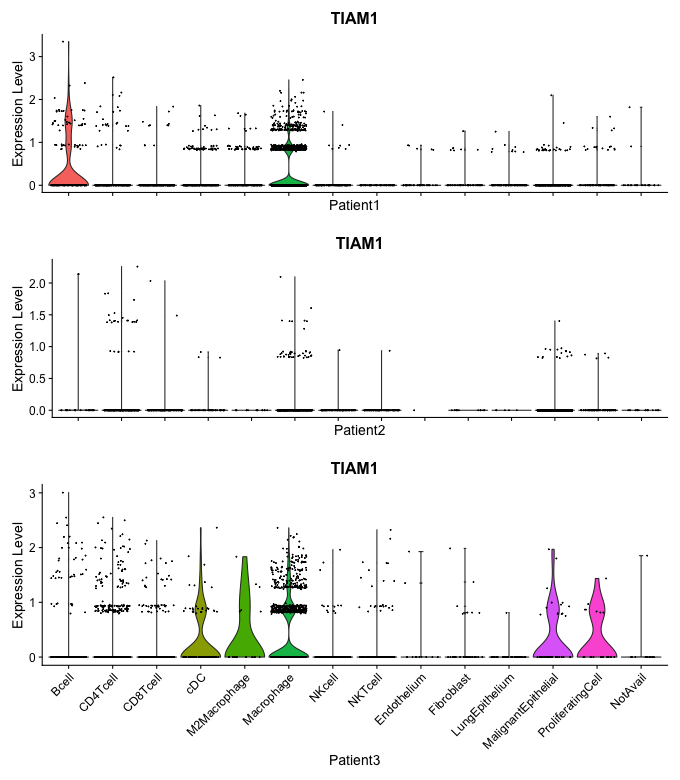 TIAM1
Expression Level
3
2
1
0
Patient1
TIAM1
Expression Level
2.0
1.5
1.0
0.5
0.0
Patient2
TIAM1
Expression Level
3
2
1
0
Bcell
CD4Tcell
CD8Tcell
cDC
M2Macrophage
Macrophage
NKcell
NKTcell
Endothelium
Fibroblast
LungEpithelium
MalignantEpithelial
ProliferatingCell
NotAvail
Patient3